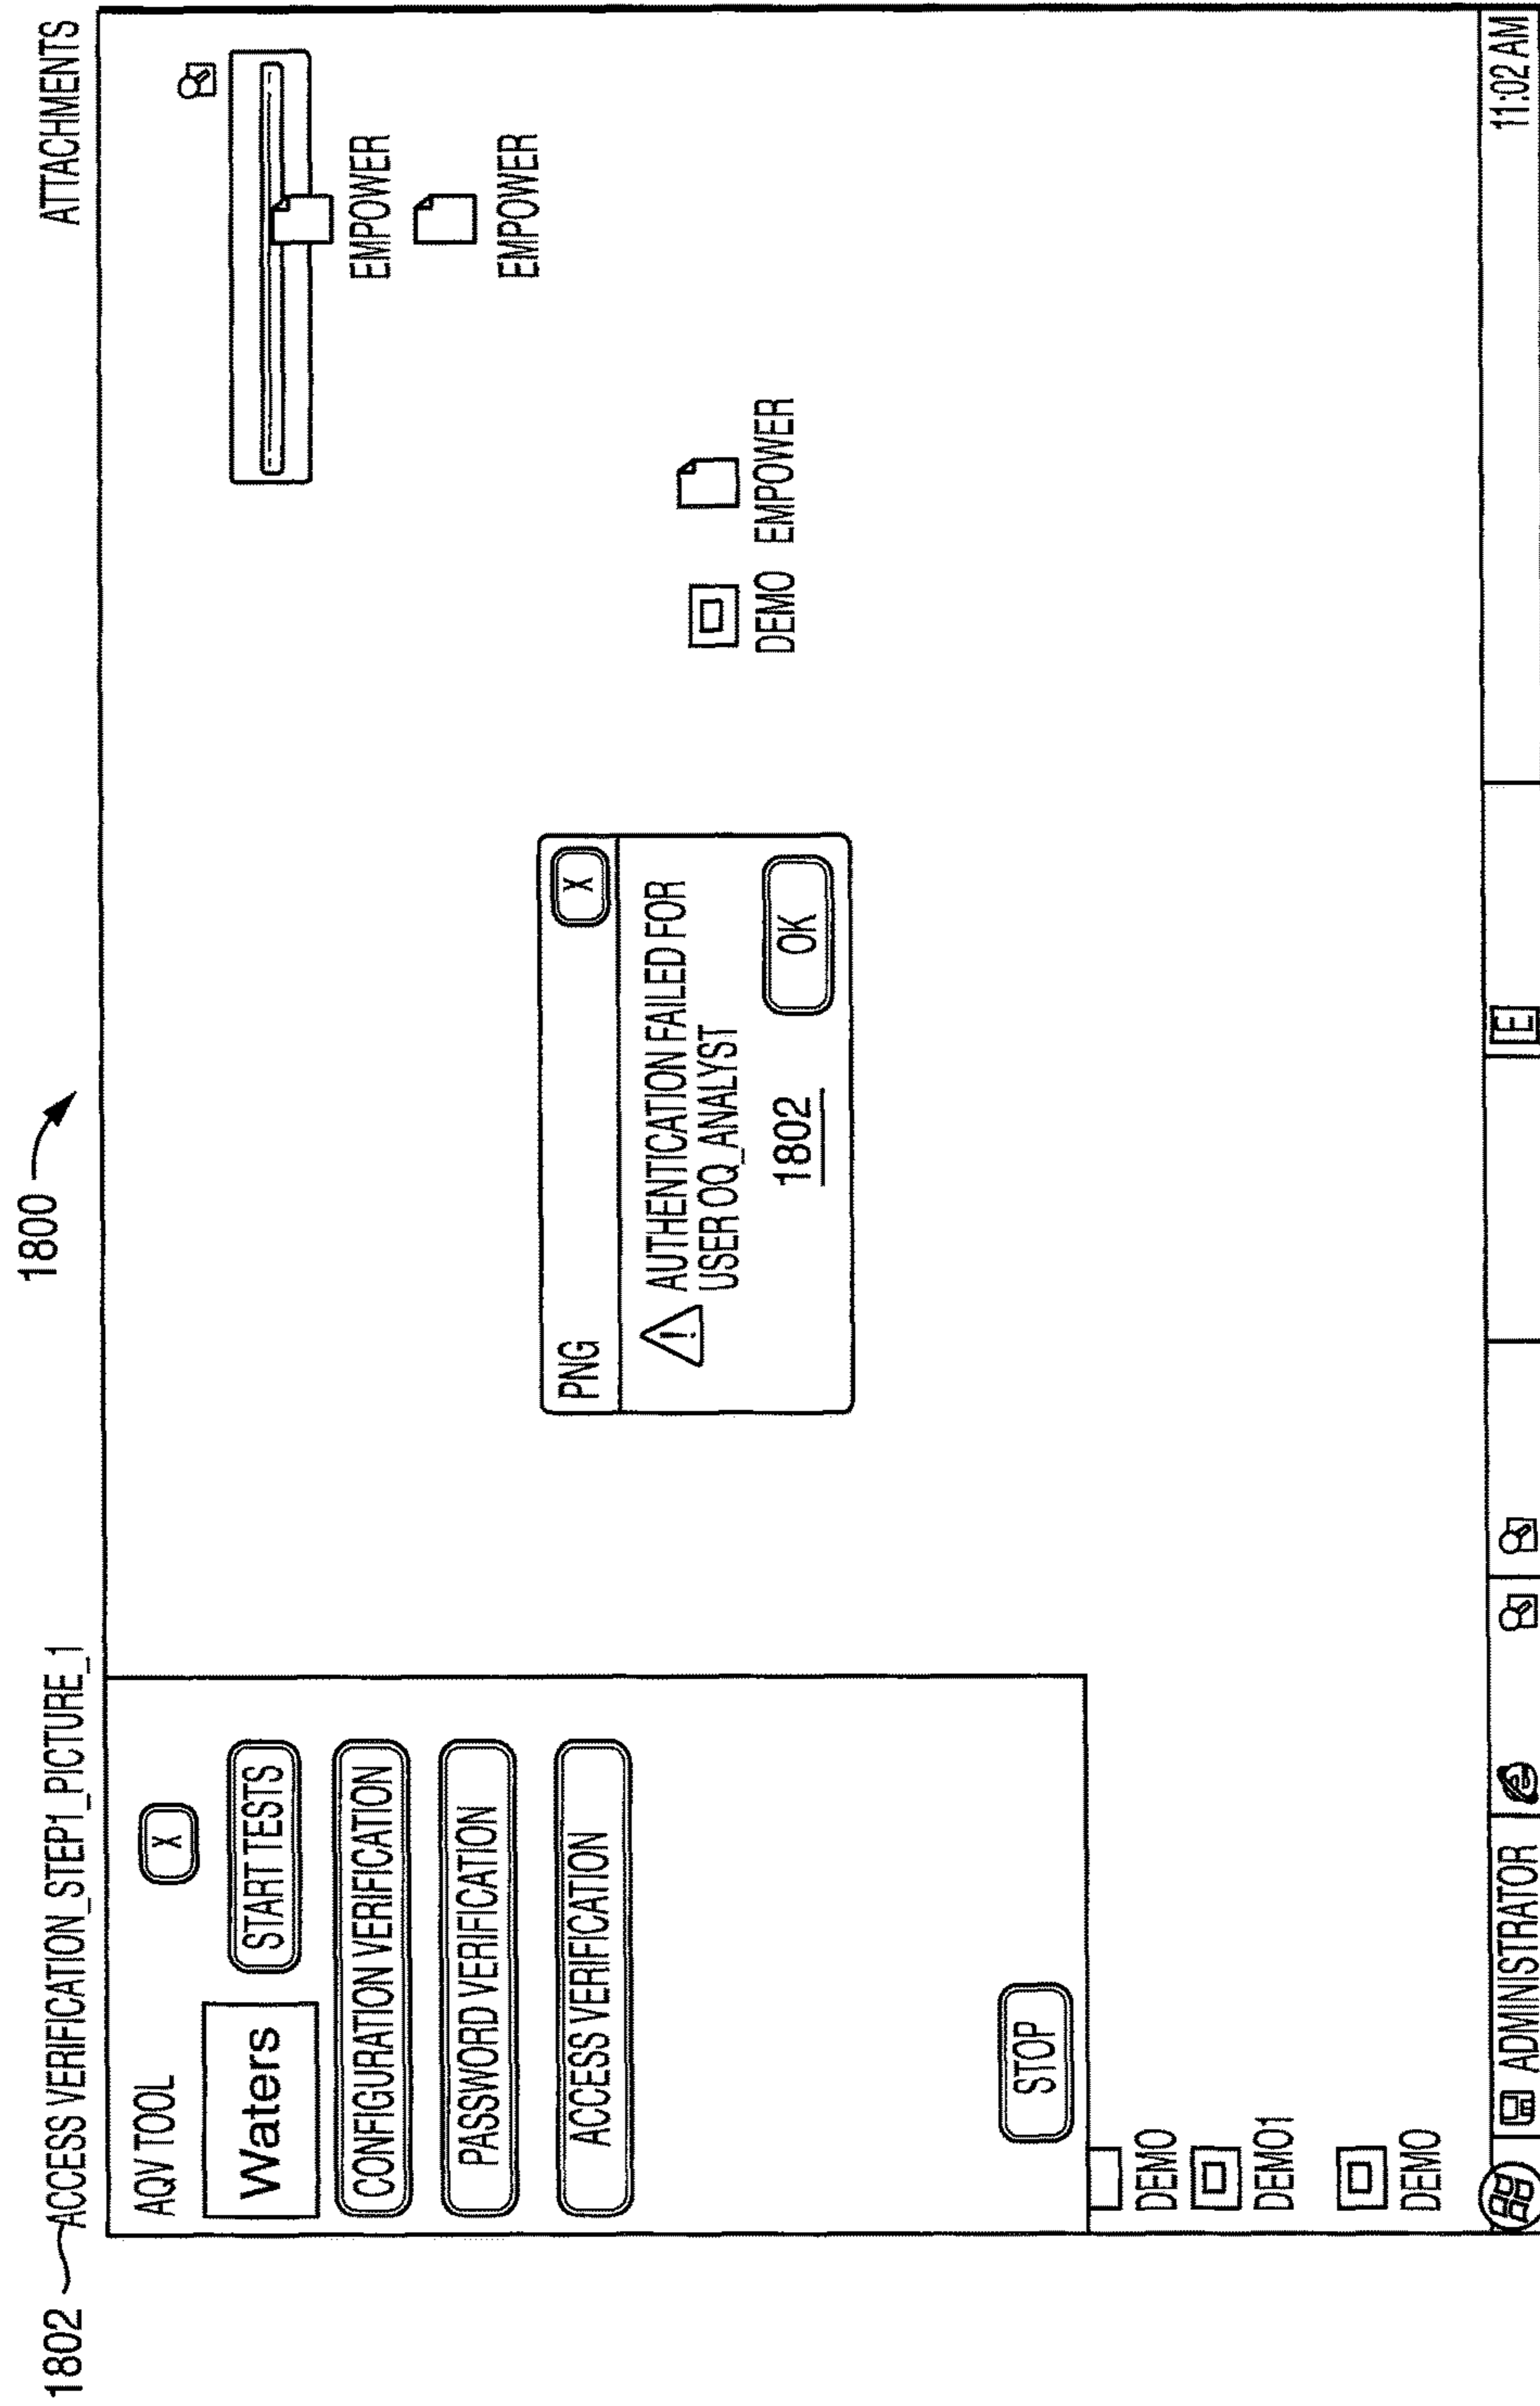 1800
1802
ACCESS VERIFICATION_STEP1_PICTURE_1
ATTACHMENTS
AQV TOOL
X
Waters
START TESTS
CONFIGURATION VERIFICATION
PASSWORD VERIFICATION
ACCESS VERIFICATION
STOP
DEMO
DEMO1
DEMO
PNG
X
AUTHENTICATION FAILED FOR
USER OQ_ANALYST
1802
OK
EMPOWER
EMPOWER
DEMO EMPOWER
ADMINISTRATOR
E
11:02 AM